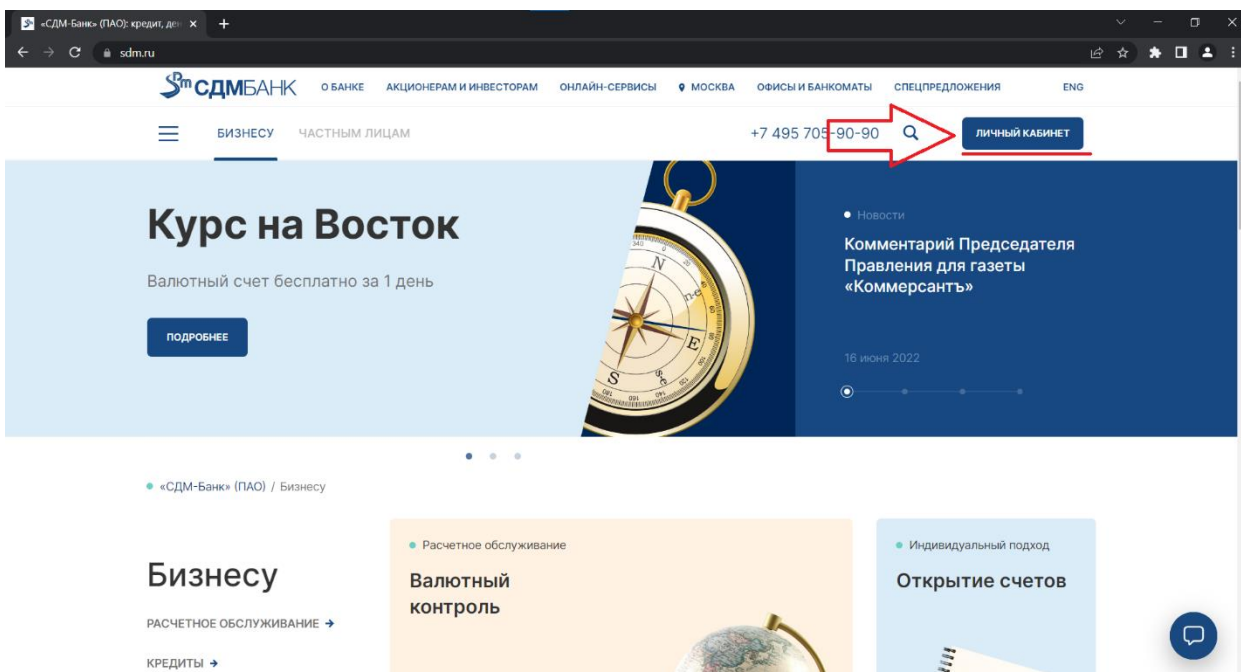 «СДМ-Банк» (ПАО): кредит, ден
sdm.ru
СДМБАНК
О БАНКЕ
АКЦИОНЕРАМ И ИНВЕСТОРАМ
ОНЛАЙН-СЕРВИСЫ
МОСКВА
ОФИСЫ И БАНКОМАТЫ
СПЕЦПРЕДЛОЖЕНИЯ
ENG
БИЗНЕСУ
ЧАСТНЫМ ЛИЦАМ
+7 495 705-90-90
ЛИЧНЫЙ КАБИНЕТ
Курс на Восток
Валютный счет бесплатно за 1 день
ПОДРОБНЕЕ
N
E
S
Новости
Комментарий Председателя
Правления для газеты
«Коммерсантъ»
16 июня 2022
«СДМ-Банк» (ПАО) / Бизнесу
Бизнесу
РАСЧЕТНОЕ ОБСЛУЖИВАНИЕ →
КРЕДИТЫ →
Расчетное обслуживание
Валютный
контроль
Индивидуальный подход
Открытие счетов